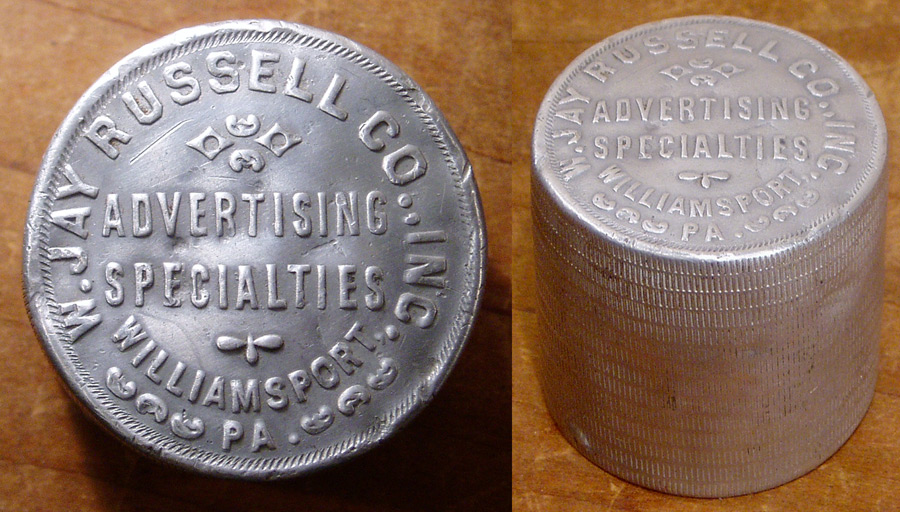 W. JAY RUSSELL CO., INC.,
ADVERTISING
SPECIALTIES
WILLIAMSPORT,
PA.
W. JAY RUSSELL CO., INC.
ADVERTISING
SPECIALTIES
WILLIAMSPORT,
PA.